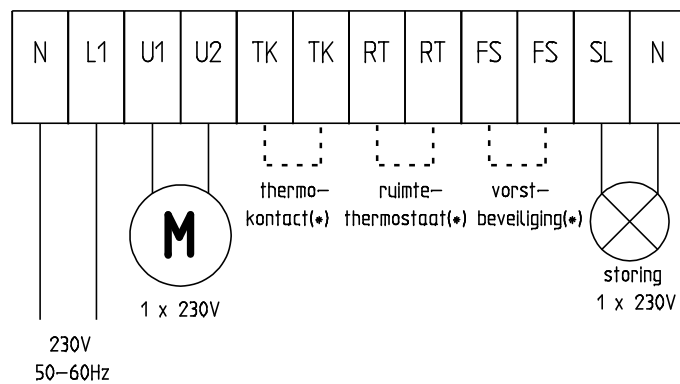 N L1 U1 U2 TK TK RT RT FS FS SL N
thermo-
kontact(*)
ruimte-
thermostaat(*)
vorst-
beveiliging(*)
M
1 x 230V
storing
1 x 230V
230V
50-60Hz